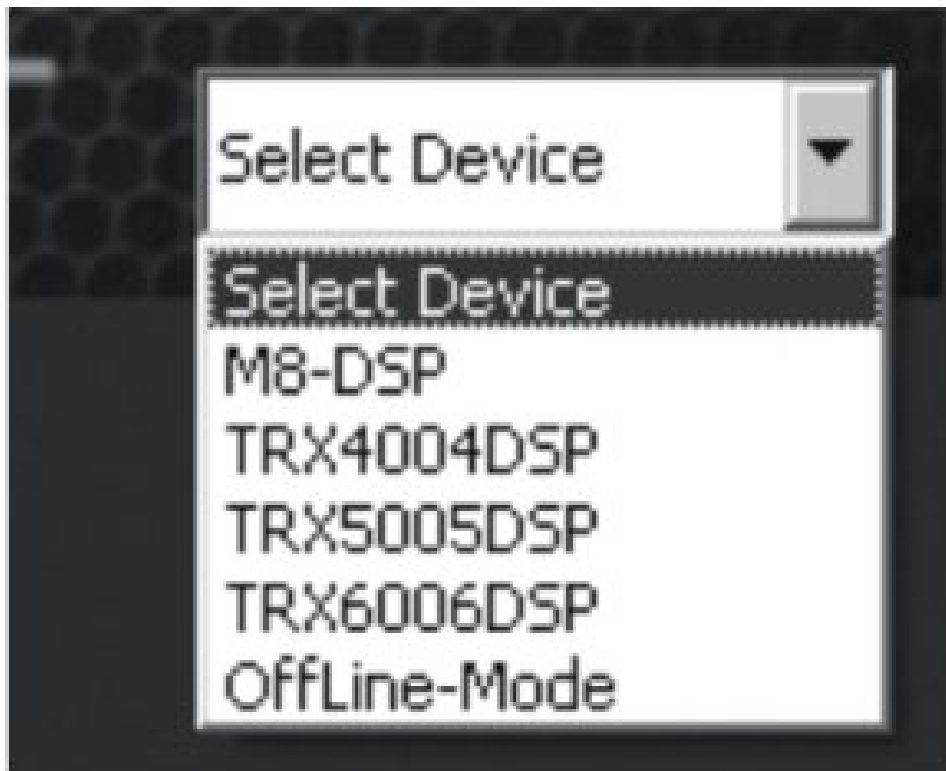 Select Device
Select Device
M8-DSP
TRX4004DSP
TRX5005DSP
TRX6006DSP
OffLine-Mode